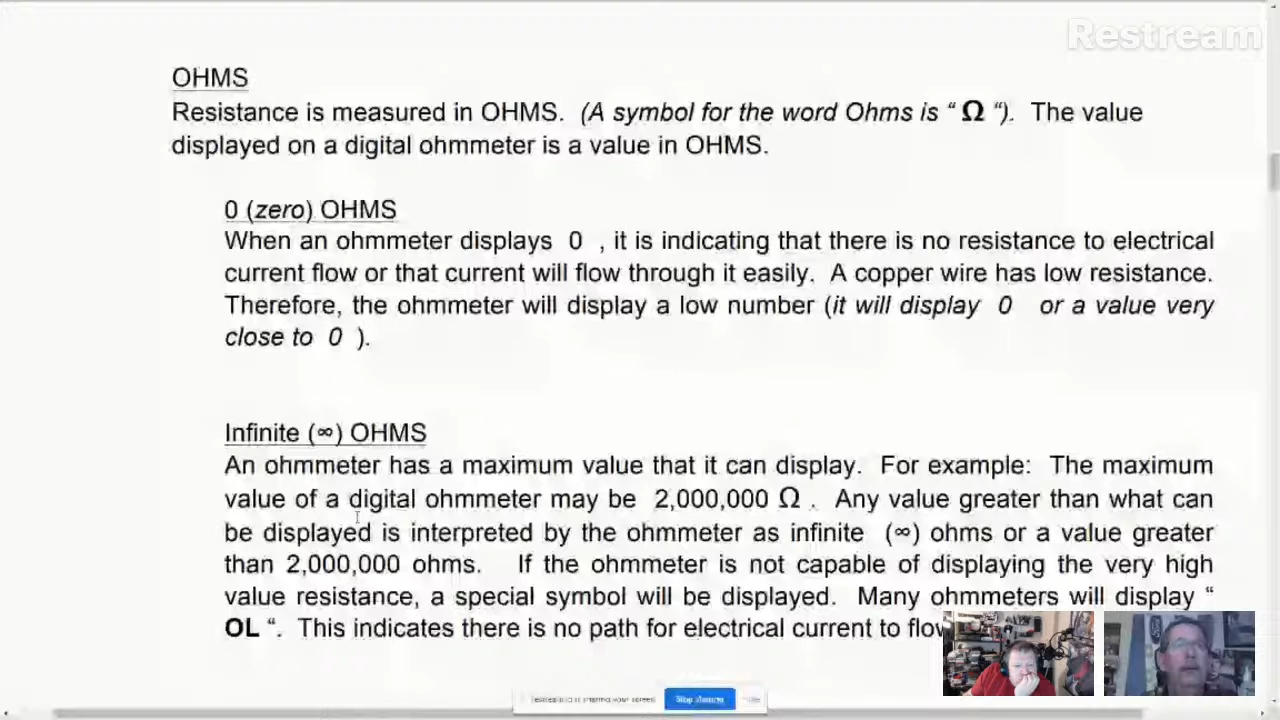 Restream
OHMS
Resistance is measured in OHMS. (A symbol for the word Ohms is “ Ω “). The value
displayed on a digital ohmmeter is a value in OHMS.
0 (zero) OHMS
When an ohmmeter displays 0 , it is indicating that there is no resistance to electrical
current flow or that current will flow through it easily. A copper wire has low resistance.
Therefore, the ohmmeter will display a low number (it will display 0 or a value very
close to 0 ).
Infinite (∞) OHMS
An ohmmeter has a maximum value that it can display. For example: The maximum
value of a digital ohmmeter may be 2,000,000 Ω . Any value greater than what can
be displayed is interpreted by the ohmmeter as infinite (∞) ohms or a value greater
than 2,000,000 ohms. If the ohmmeter is not capable of displaying the very high
value resistance, a special symbol will be displayed. Many ohmmeters will display “
OL “. This indicates there is no path for electrical current to flow
is sharing your screen. Stop sharing Hide